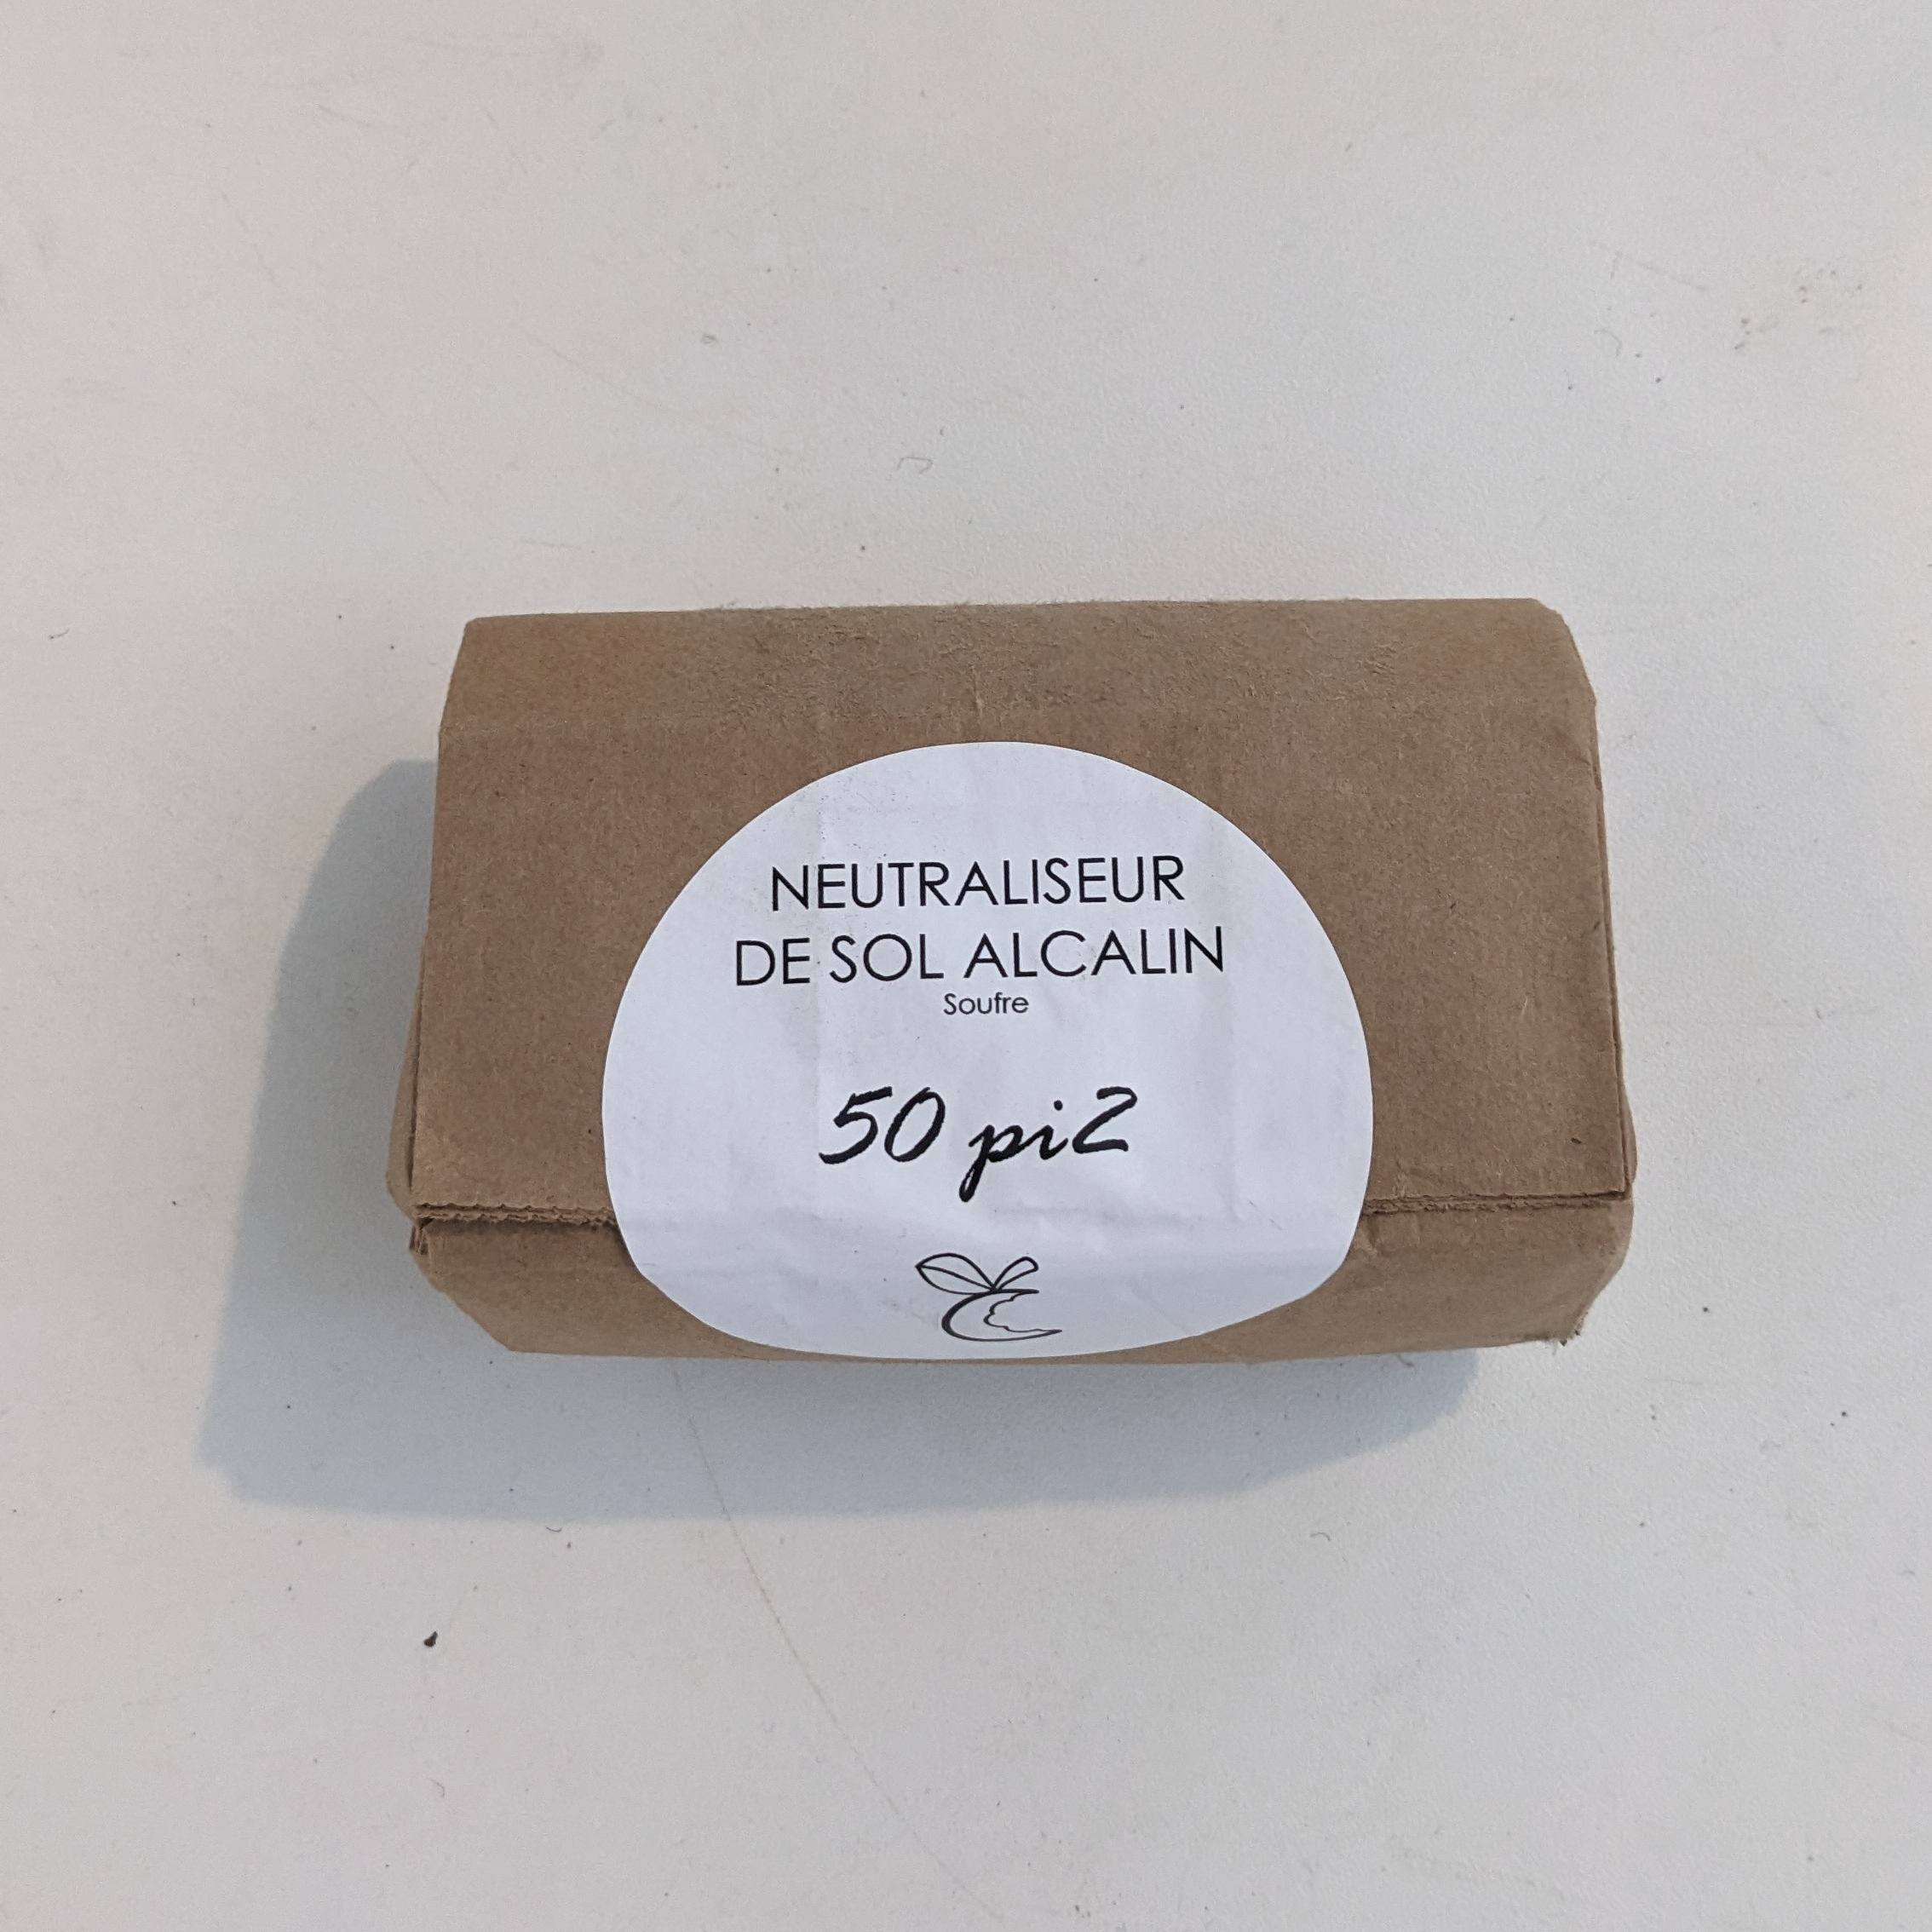 NEUTRALISEUR
DE SOL ALCALIN
Soufre
50 pi2